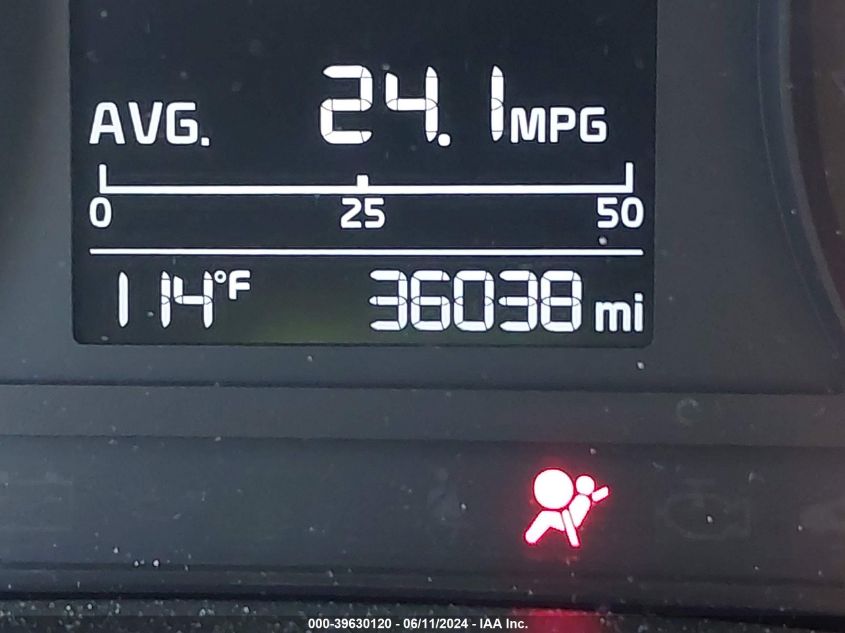 AVG. 24.1 MPG
0 25 50
114°F 36038 mi
000-39630120 - 06/11/2024 - IAA Inc.